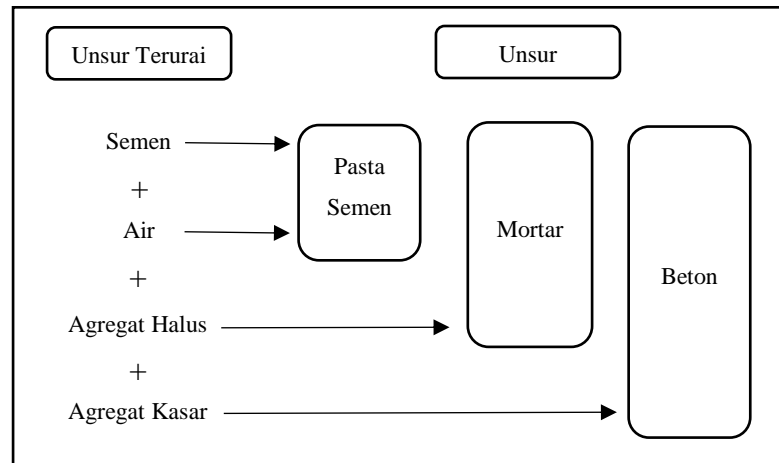 Unsur Terurai
Unsur
Semen
+
Air
+
Agregat Halus
+
Agregat Kasar
Pasta
Semen
Mortar
Beton